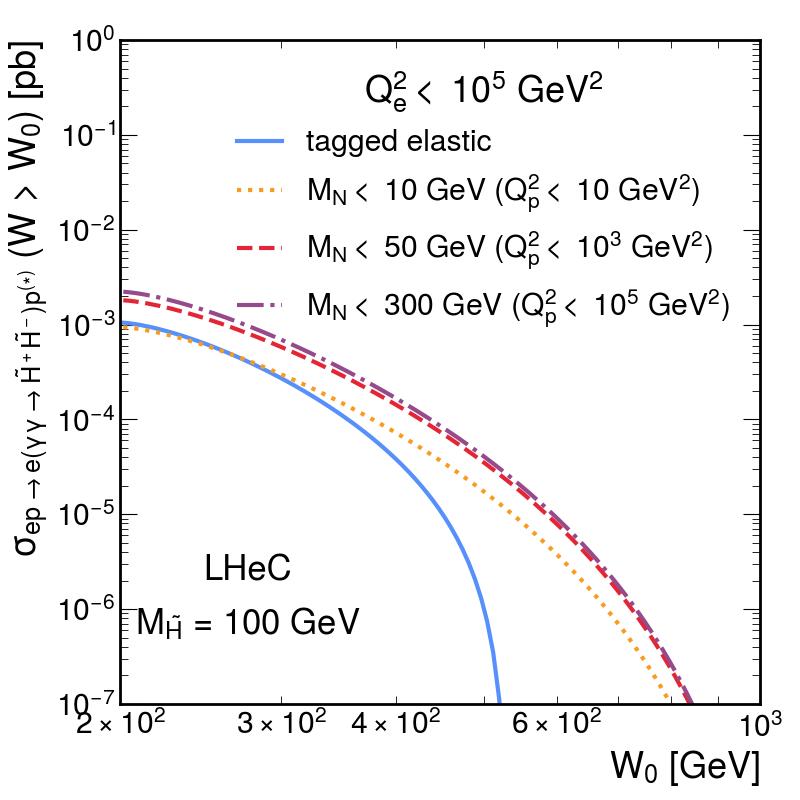 σ_{ep → e(γγ → H̃⁺H̃⁻)p^{(*)}} (W > W₀) [pb]
10⁰
10⁻¹
10⁻²
10⁻³
10⁻⁴
10⁻⁵
10⁻⁶
10⁻⁷
Q²ₑ < 10⁵ GeV²
tagged elastic
M_N < 10 GeV (Q²ₚ < 10 GeV²)
M_N < 50 GeV (Q²ₚ < 10³ GeV²)
M_N < 300 GeV (Q²ₚ < 10⁵ GeV²)
LHeC
M_H̃ = 100 GeV
2 × 10² 3 × 10² 4 × 10² 6 × 10² 10³
W₀ [GeV]